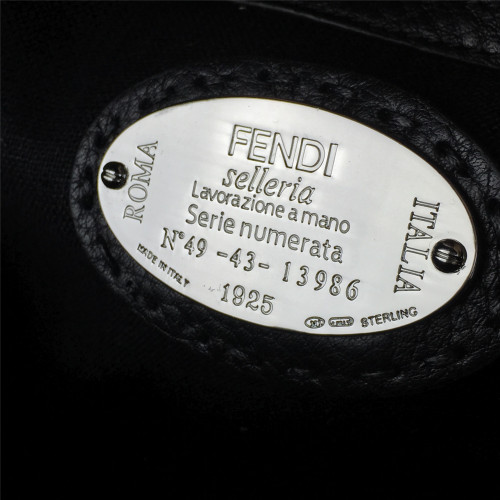 FENDI
selleria
Lavorazione a mano
Serie numerata
N° 49 - 43 - 13986
1925
ROMA
ITALIA
MADE IN ITALY
STERLING